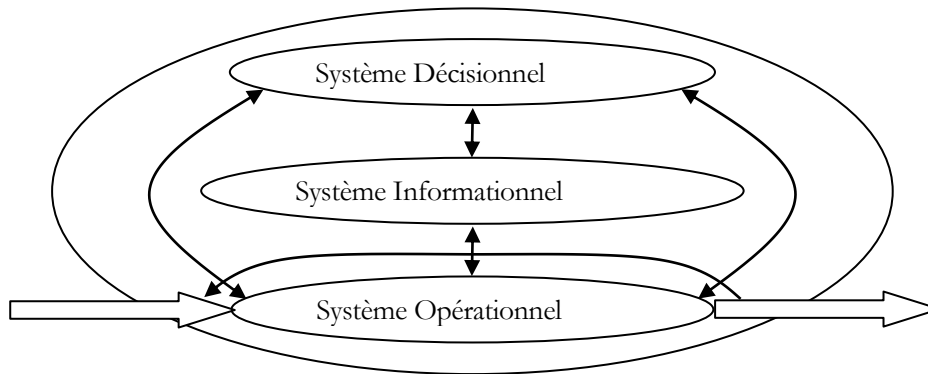 Système Décisionnel
Système Informationnel
Système Opérationnel